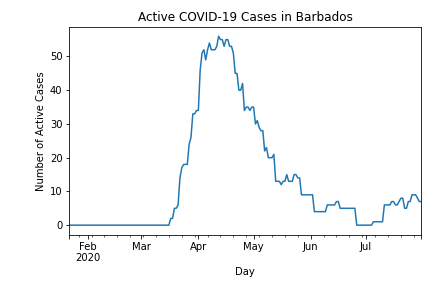 Active COVID-19 Cases in Barbados
Number of Active Cases
50
40
30
20
10
0
Feb Mar Apr May Jun Jul
2020
Day